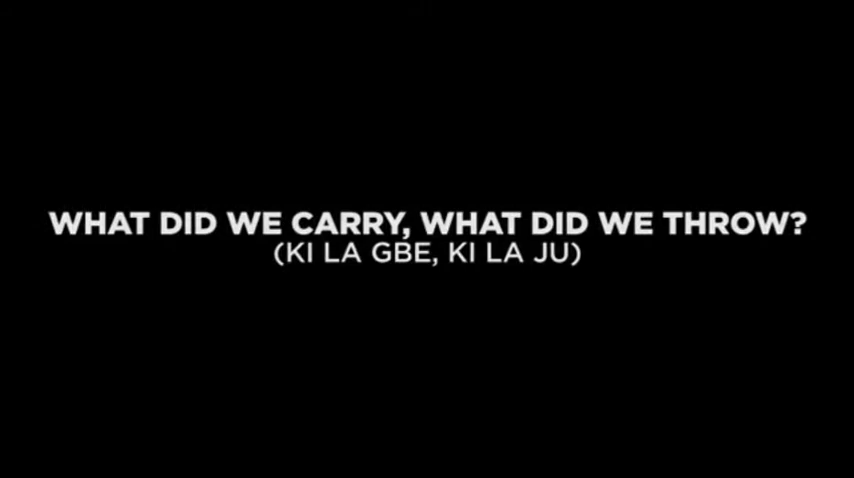 WHAT DID WE CARRY, WHAT DID WE THROW?
(KI LA GBE, KI LA JU)